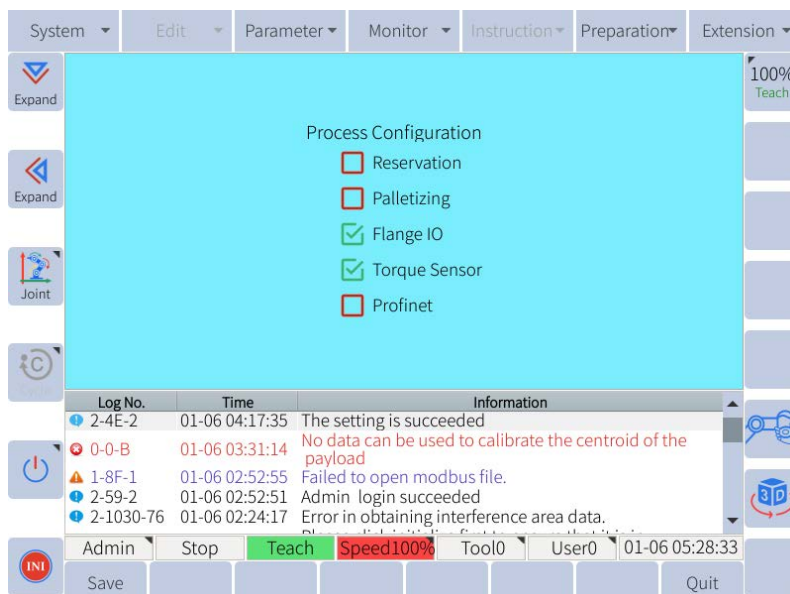 System Edit Parameter Monitor Instruction Preparation Extension
Expand
100%
Teach
Process Configuration
Reservation
Expand
Palletizing
Flange IO
Torque Sensor
Joint
Profinet
C
Log No. Time Information
2-4E-2 01-06 04:17:35 The setting is succeeded
0-0-B 01-06 03:31:14 No data can be used to calibrate the centroid of the
payload
1-8F-1 01-06 02:52:55 Failed to open modbus file.
2-59-2 01-06 02:52:51 Admin login succeeded
2-1030-76 01-06 02:24:17 Error in obtaining interference area data.
3D
Admin Stop Teach Speed100% Tool0 User0 01-06 05:28:33
INI
Save Quit